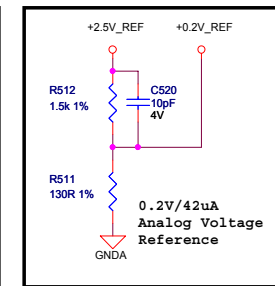 +2.5V_REF
+0.2V_REF
R512
1.5k 1%
C520
10pF
4V
R511
130R 1%
0.2V/42uA
Analog Voltage
Reference
GNDA